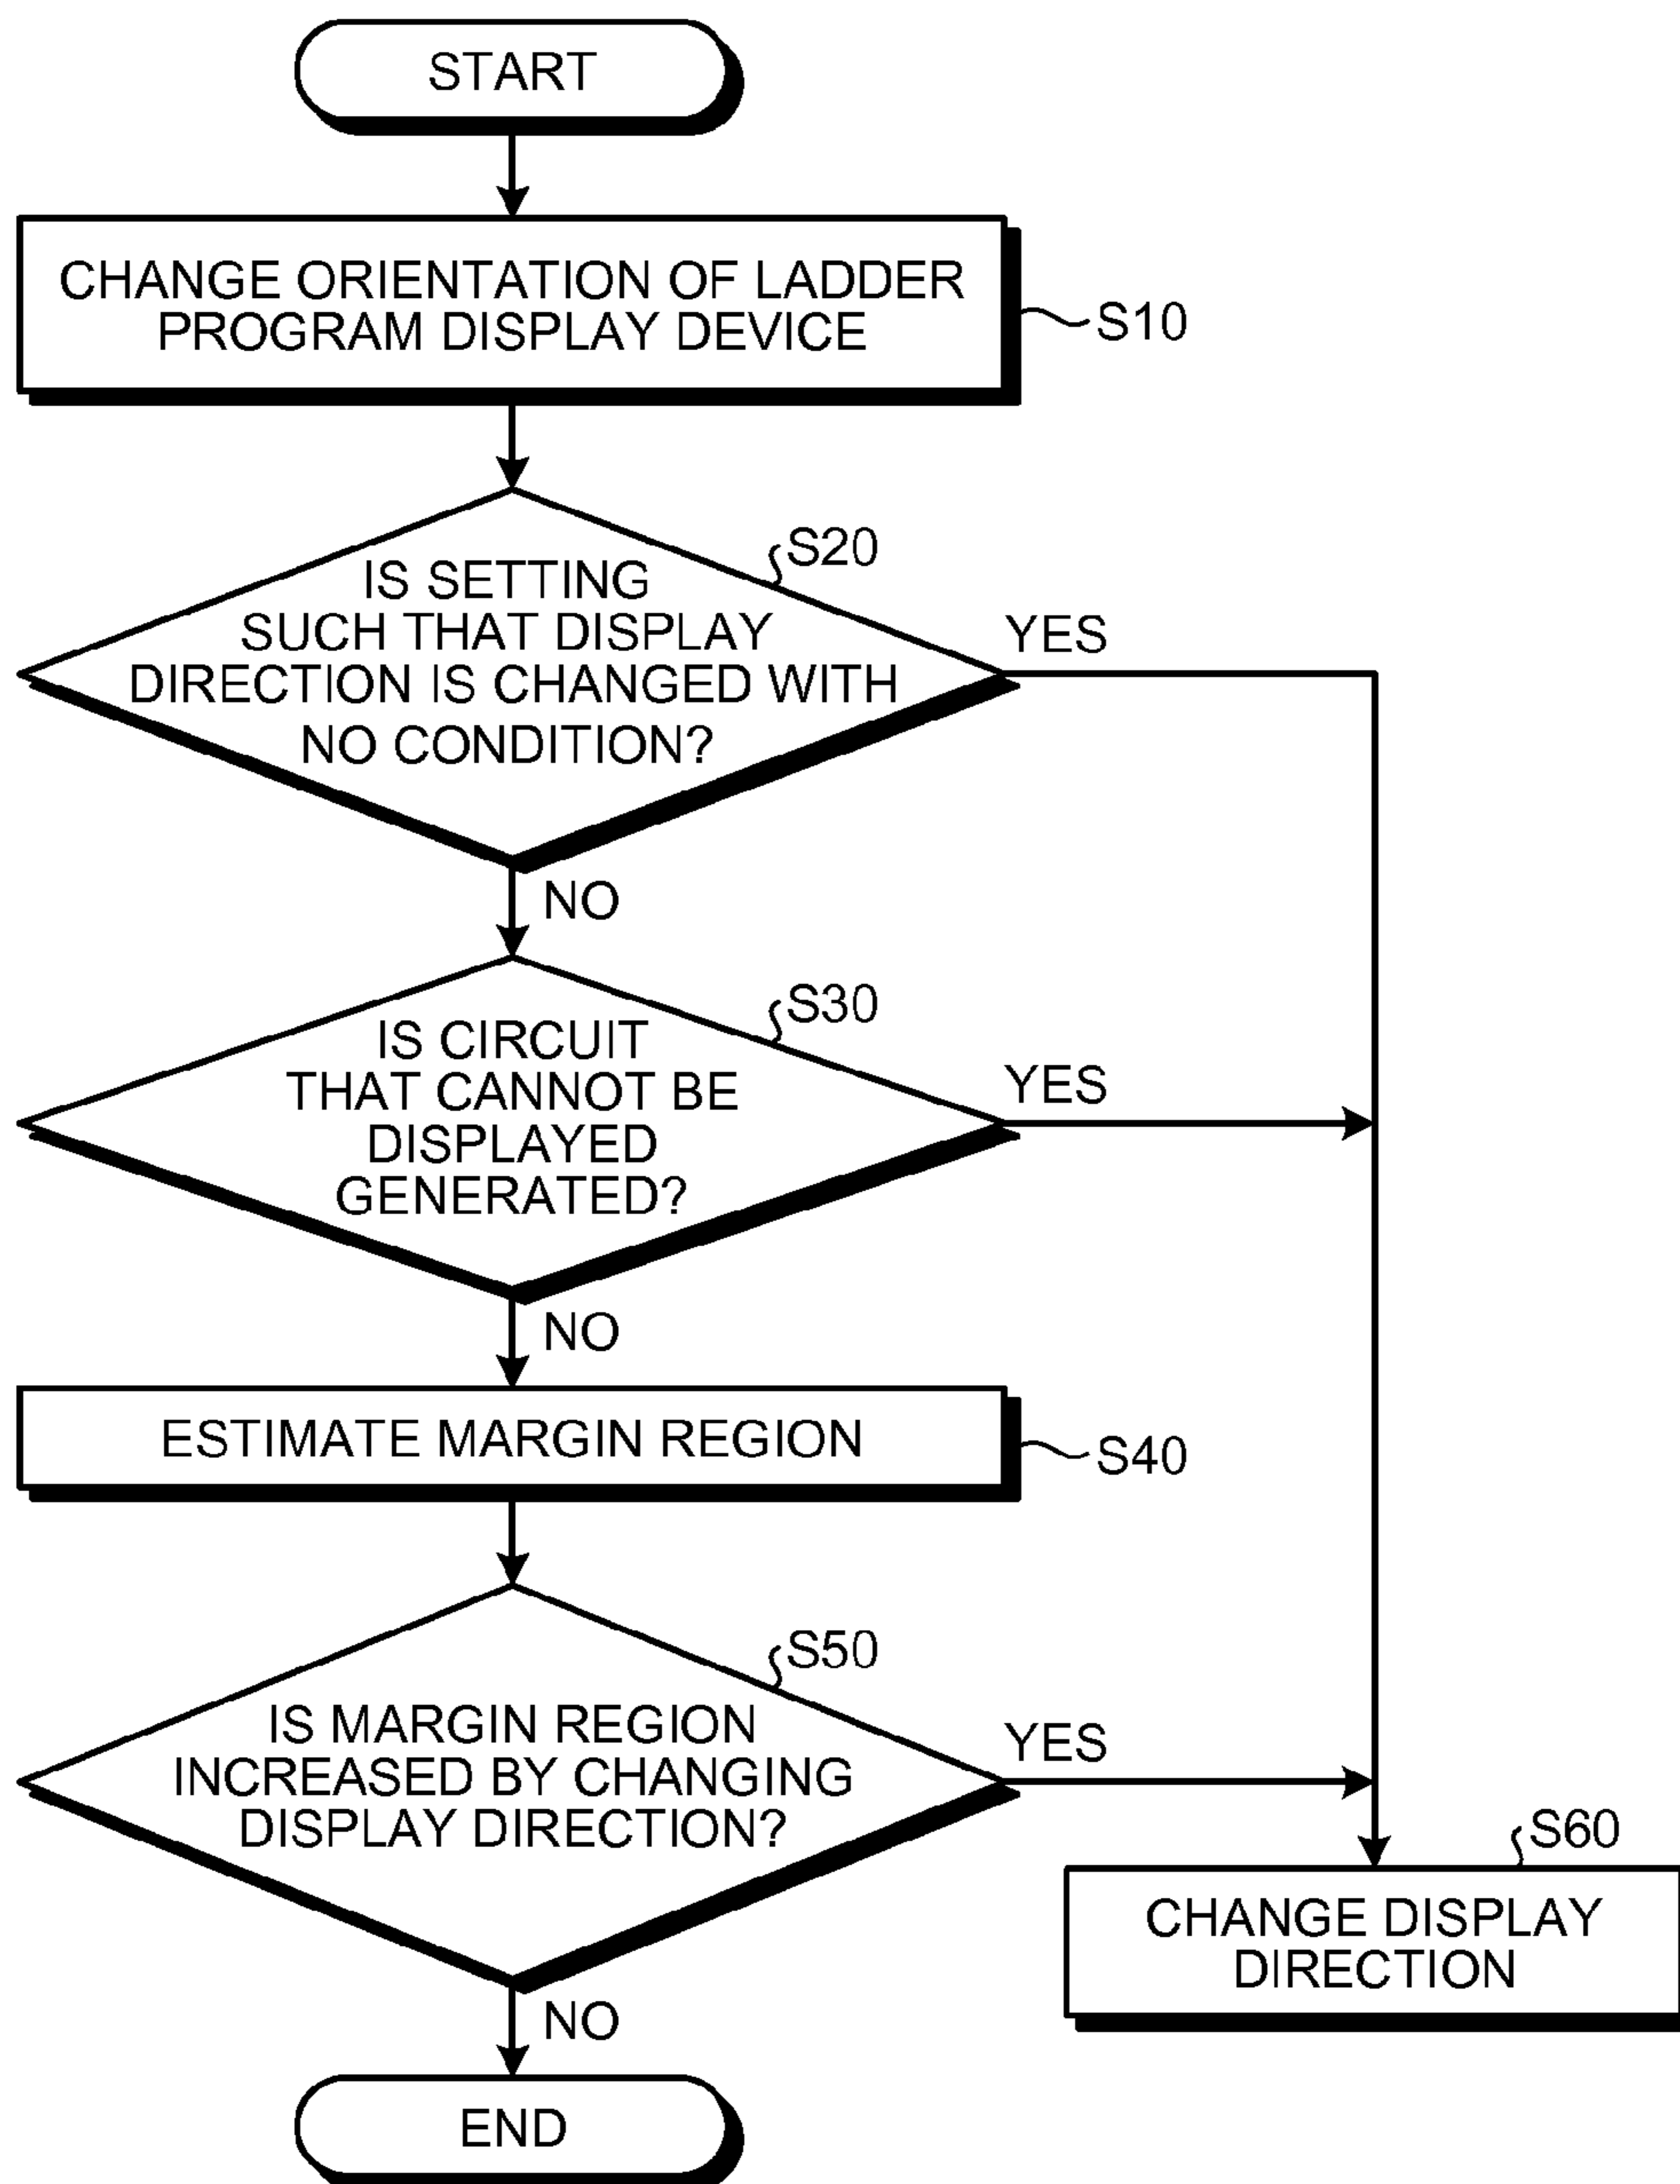 START
CHANGE ORIENTATION OF LADDER
PROGRAM DISPLAY DEVICE
S10
S20
IS SETTING
SUCH THAT DISPLAY
DIRECTION IS CHANGED WITH
NO CONDITION?
YES
NO
S30
IS CIRCUIT
THAT CANNOT BE
DISPLAYED
GENERATED?
YES
NO
ESTIMATE MARGIN REGION
S40
S50
IS MARGIN REGION
INCREASED BY CHANGING
DISPLAY DIRECTION?
YES
NO
S60
CHANGE DISPLAY
DIRECTION
END